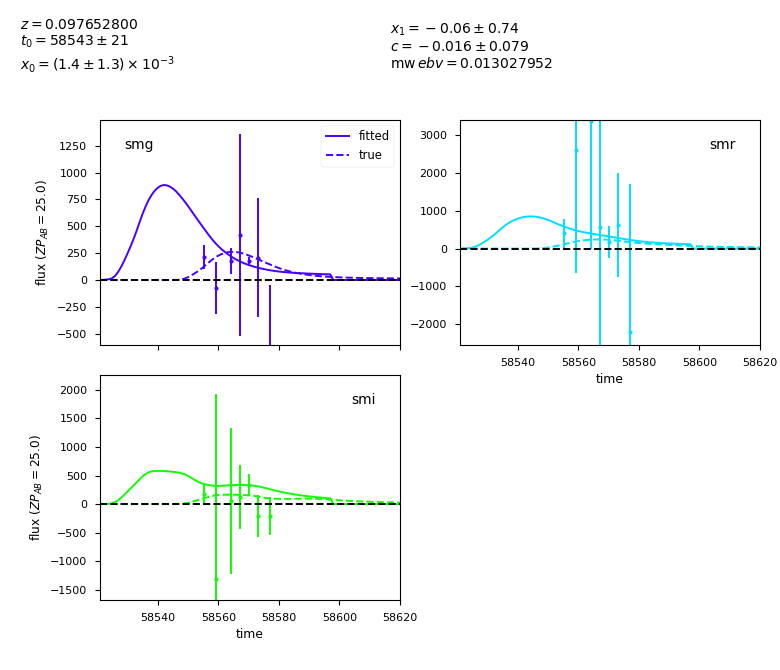 z = 0.097652800
t₀ = 58543 ± 21
x₀ = (1.4 ± 1.3) × 10⁻³
x₁ = −0.06 ± 0.74
c = −0.016 ± 0.079
mw ebv = 0.013027952
smg
fitted
true
1250
1000
750
500
250
0
−250
−500
flux (ZP_AB = 25.0)
smr
3000
2000
1000
0
−1000
−2000
58540 58560 58580 58600 58620
time
smi
2000
1500
1000
500
0
−500
−1000
−1500
flux (ZP_AB = 25.0)
58540 58560 58580 58600 58620
time